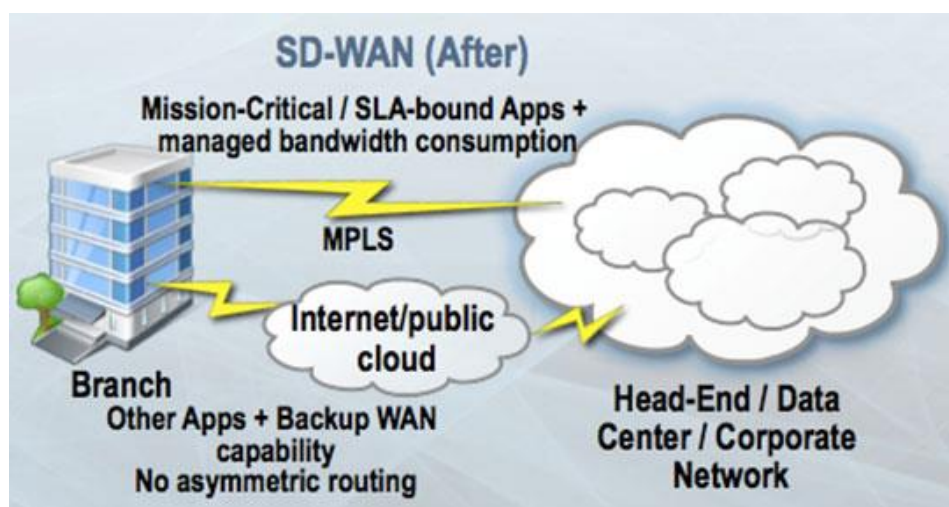 SD-WAN (After)
Mission-Critical / SLA-bound Apps +
managed bandwidth consumption
MPLS
Internet/public
cloud
Branch
Other Apps + Backup WAN
capability
No asymmetric routing
Head-End / Data
Center / Corporate
Network